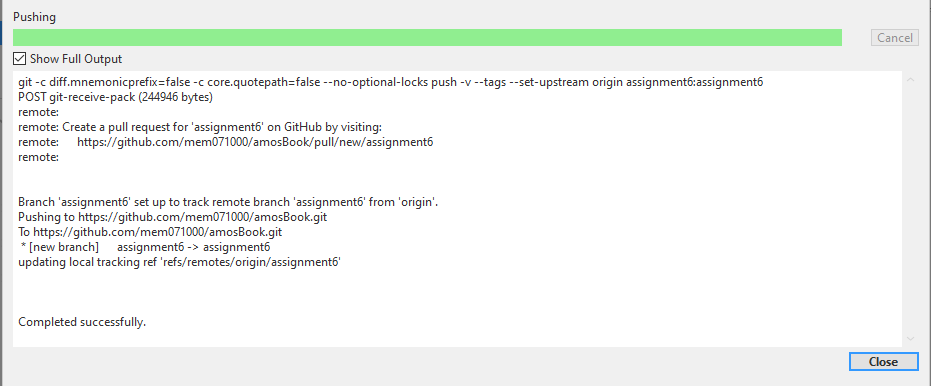 Pushing
Cancel
Show Full Output
git -c diff.mnemonicprefix=false -c core.quotepath=false --no-optional-locks push -v --tags --set-upstream origin assignment6:assignment6
POST git-receive-pack (244946 bytes)
remote:
remote: Create a pull request for 'assignment6' on GitHub by visiting:
remote:      https://github.com/mem071000/amosBook/pull/new/assignment6
remote:
Branch 'assignment6' set up to track remote branch 'assignment6' from 'origin'.
Pushing to https://github.com/mem071000/amosBook.git
To https://github.com/mem071000/amosBook.git
 * [new branch]      assignment6 -> assignment6
updating local tracking ref 'refs/remotes/origin/assignment6'
Completed successfully.
Close